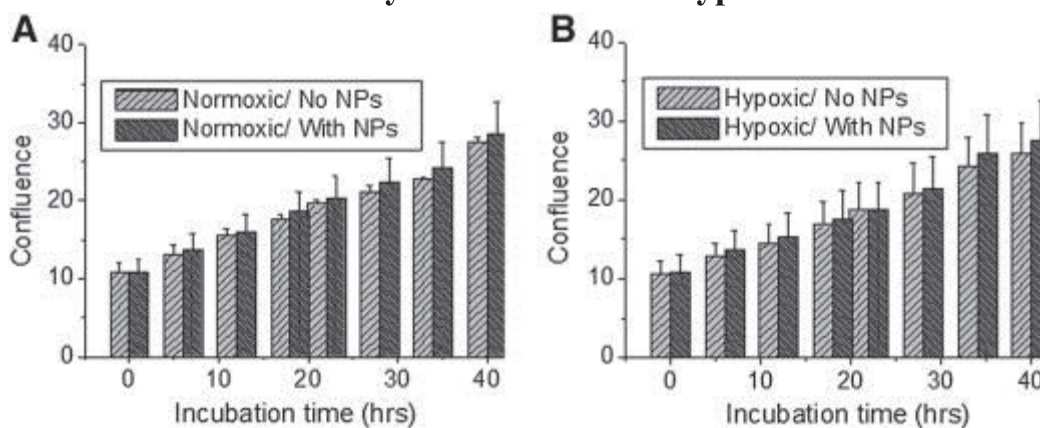 A
40
30
20
10
0
Confluence
Normoxic/ No NPs
Normoxic/ With NPs
0 10 20 30 40
Incubation time (hrs)
B
40
30
20
10
0
Confluence
Hypoxic/ No NPs
Hypoxic/ With NPs
0 10 20 30 40
Incubation time (hrs)